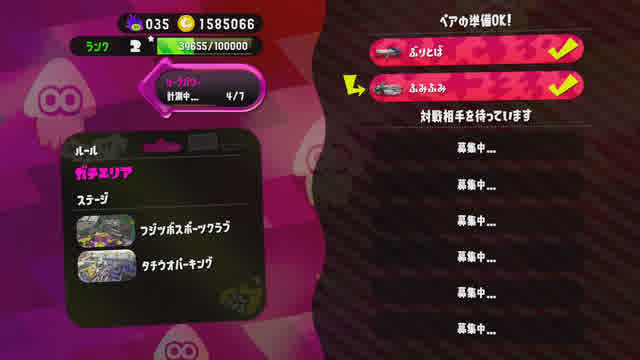 035 1585066
ランク 2 39655/100000
リーグパワー
計測中... 4/7
ルール
ガチエリア
ステージ
フジツボスポーツクラブ
タチウオパーキング
ペアの準備OK!
ぷりとば
ふみふみ
対戦相手を待っています
募集中...
募集中...
募集中...
募集中...
募集中...
募集中...